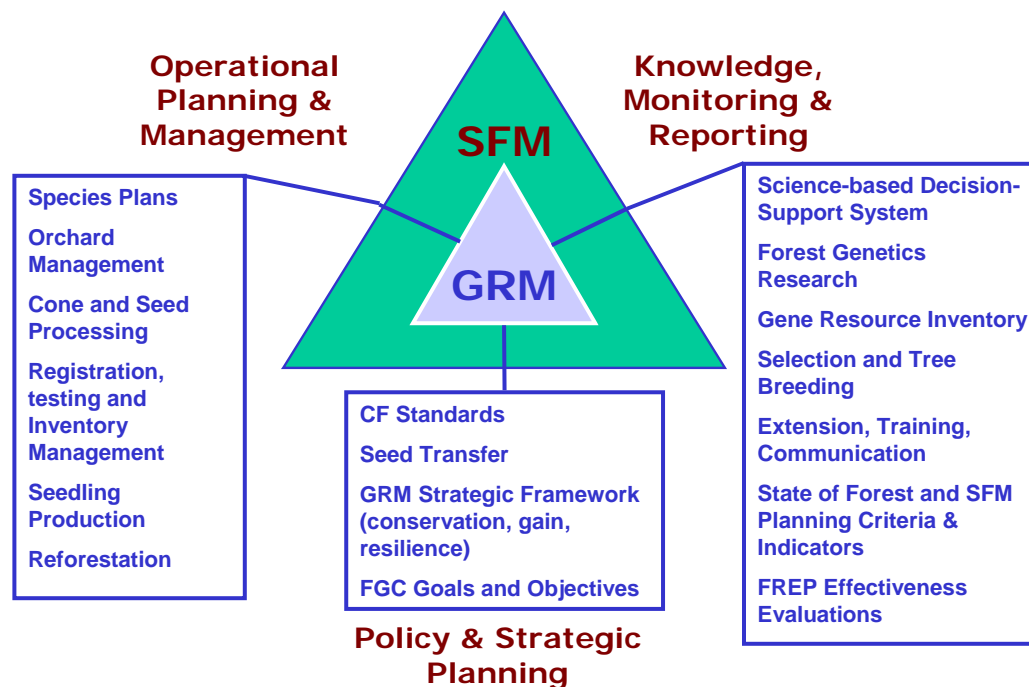 Operational
Planning &
Management
Knowledge,
Monitoring &
Reporting
SFM
GRM
Species Plans
Orchard
Management
Cone and Seed
Processing
Registration,
testing and
Inventory
Management
Seedling
Production
Reforestation
CF Standards
Seed Transfer
GRM Strategic Framework
(conservation, gain,
resilience)
FGC Goals and Objectives
Science-based Decision-
Support System
Forest Genetics
Research
Gene Resource Inventory
Selection and Tree
Breeding
Extension, Training,
Communication
State of Forest and SFM
Planning Criteria &
Indicators
FREP Effectiveness
Evaluations
Policy & Strategic
Planning